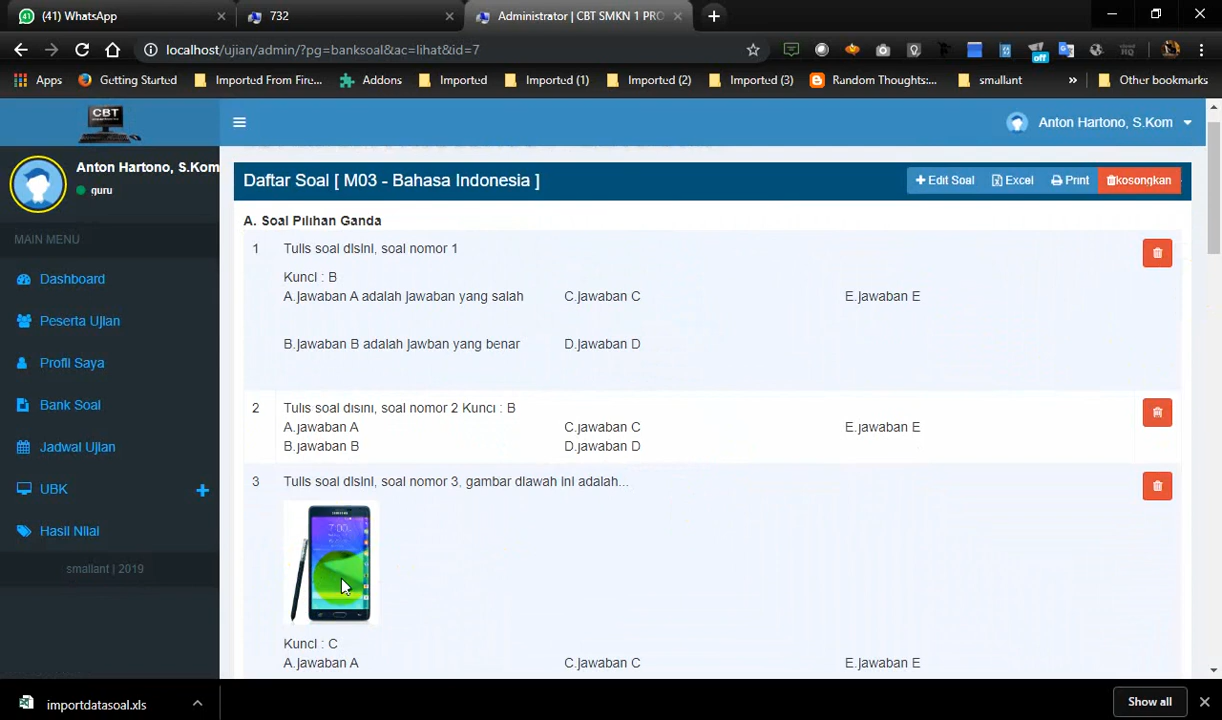 (41) WhatsApp
732
Administrator | CBT SMKN 1 PRO
localhost/ujian/admin/?pg=banksoal&ac=lihat&id=7
off
Apps Getting Started Imported From Fire... Addons Imported Imported (1) Imported (2) Imported (3) Random Thoughts:... smallant » Other bookmarks
CBT
Anton Hartono, S.Kom
Anton Hartono, S.Kom
guru
MAIN MENU
Dashboard
Peserta Ujian
Profil Saya
Bank Soal
Jadwal Ujian
UBK
Hasil Nilai
smallant | 2019
Daftar Soal [ M03 - Bahasa Indonesia ]
Edit Soal Excel Print kosongkan
A. Soal Pilihan Ganda
1 Tulis soal disini, soal nomor 1
Kunci : B
A.jawaban A adalah jawaban yang salah C.jawaban C E.jawaban E
B.jawaban B adalah jawban yang benar D.jawaban D
2 Tulis soal disini, soal nomor 2 Kunci : B
A.jawaban A C.jawaban C E.jawaban E
B.jawaban B D.jawaban D
3 Tulis soal disini, soal nomor 3, gambar diawah ini adalah...
SAMSUNG
7:00
Kunci : C
A.jawaban A C.jawaban C E.jawaban E
importdatasoal.xls
Show all